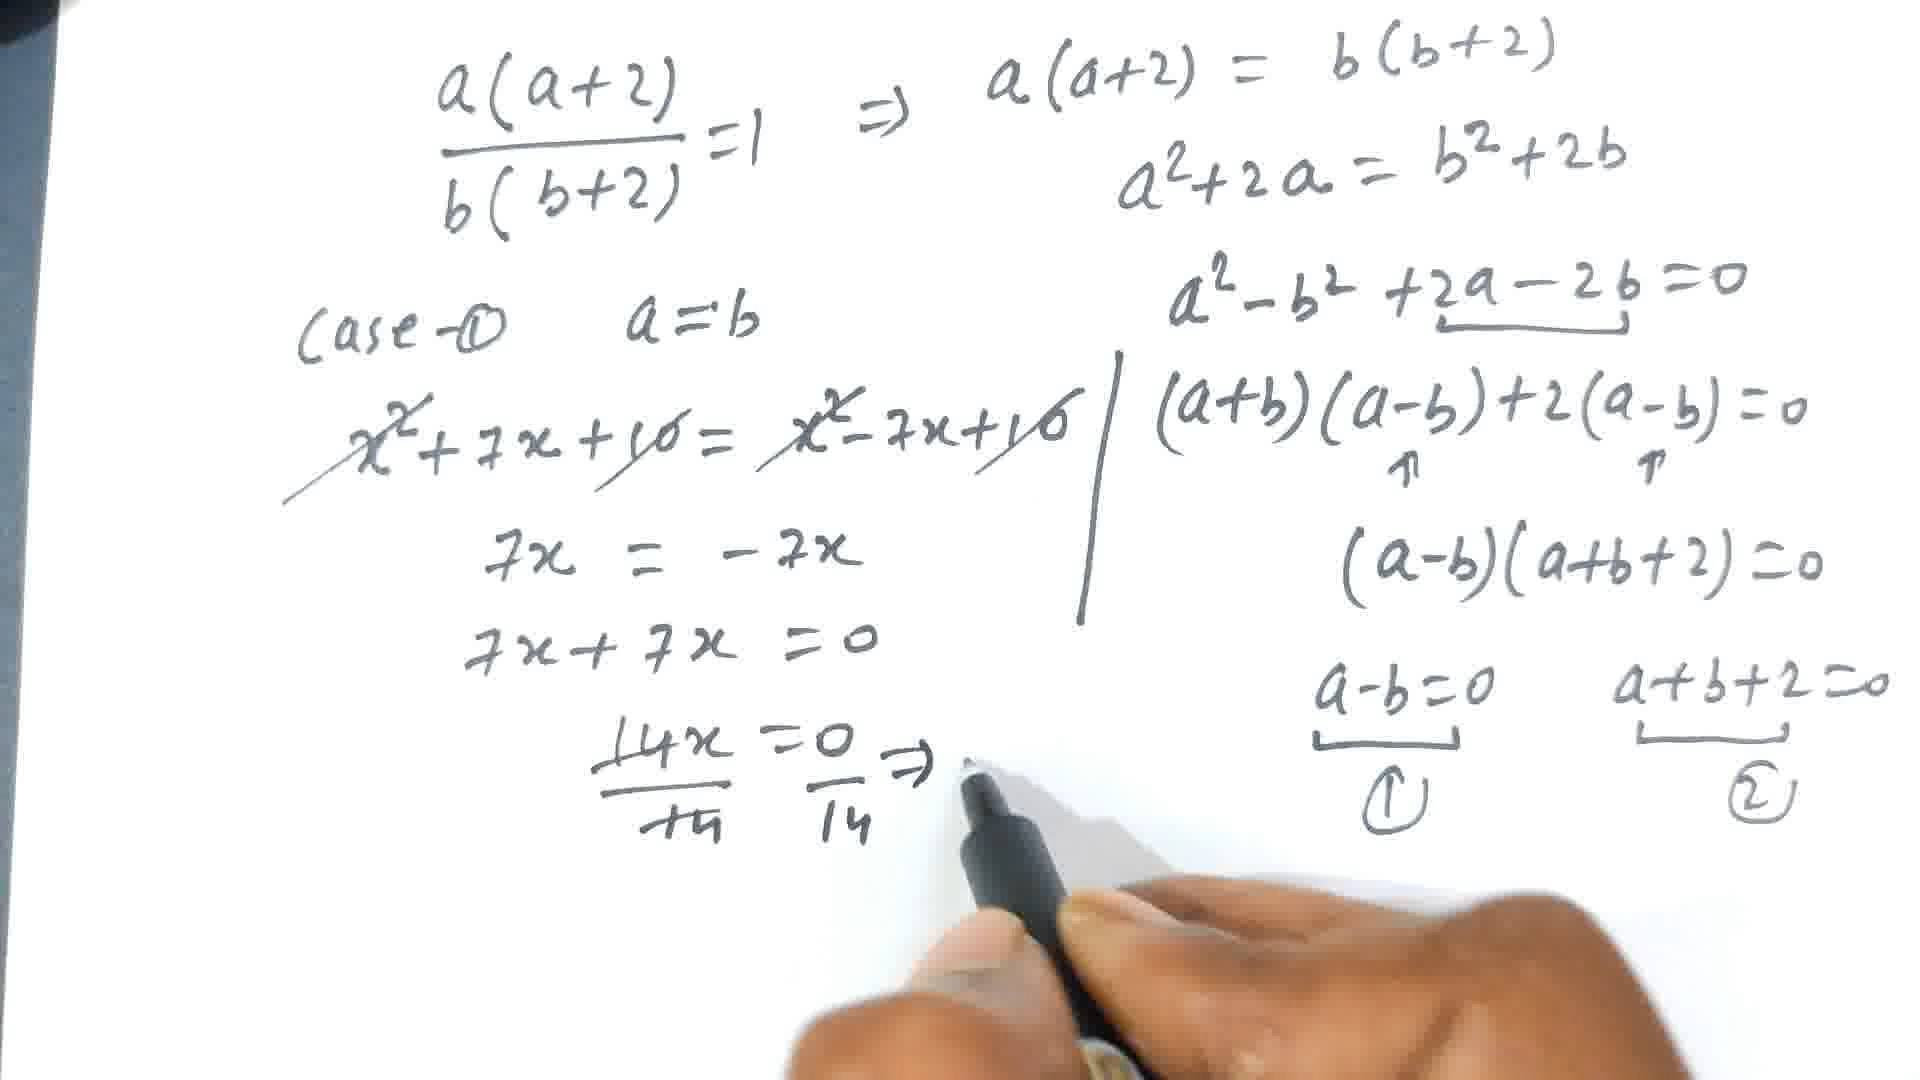 a(a+2)/b(b+2) =1 ⇒ a(a+2) = b(b+2)
a²+2a = b²+2b
a²-b² +2a-2b=0
(a+b)(a-b)+2(a-b)=0
(a-b)(a+b+2)=0
a-b=0 a+b+2=0
① ②
Case-① a=b
x²+7x+10 = x²-7x+10
7x = -7x
7x+7x =0
14x/14 =0/14 ⇒